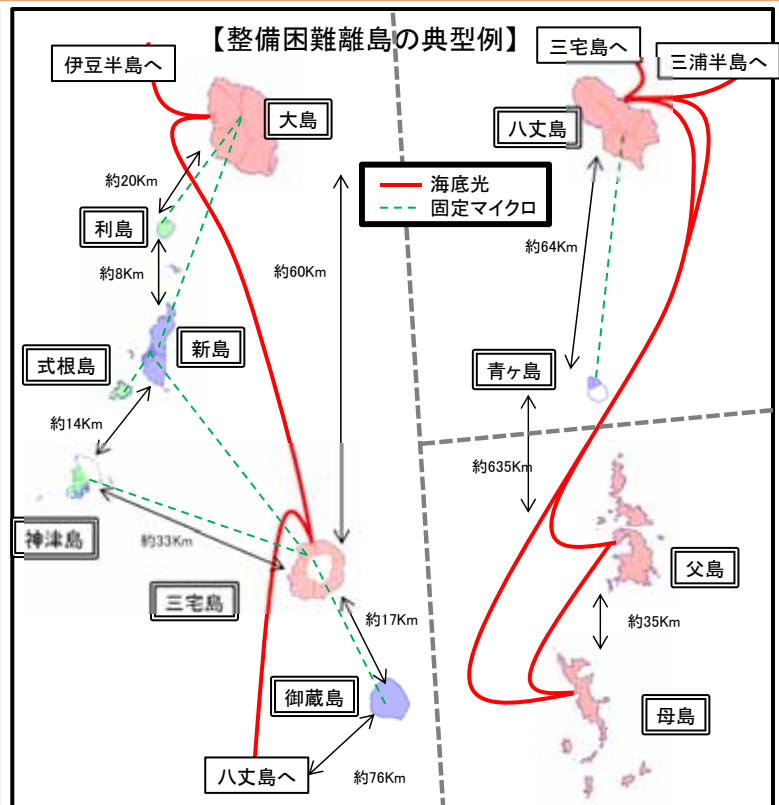 【整備困難離島の典型例】
伊豆半島へ
大島
約20Km
利島
約8Km
約60Km
新島
式根島
約14Km
神津島
約33Km
三宅島
約17Km
御蔵島
八丈島へ
約76Km
三宅島へ
三浦半島へ
八丈島
海底光
固定マイクロ
約64Km
青ヶ島
約635Km
父島
約35Km
母島